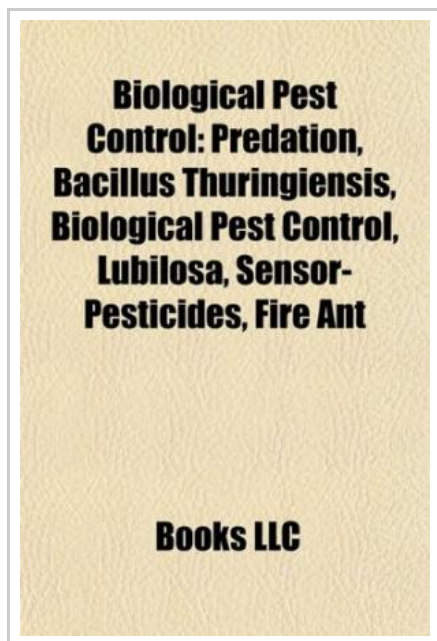 Biological Pest
Control: Predation,
Bacillus Thuringiensis,
Biological Pest Control,
Lubilosa, Sensor-
Pesticides, Fire Ant
Books LLC